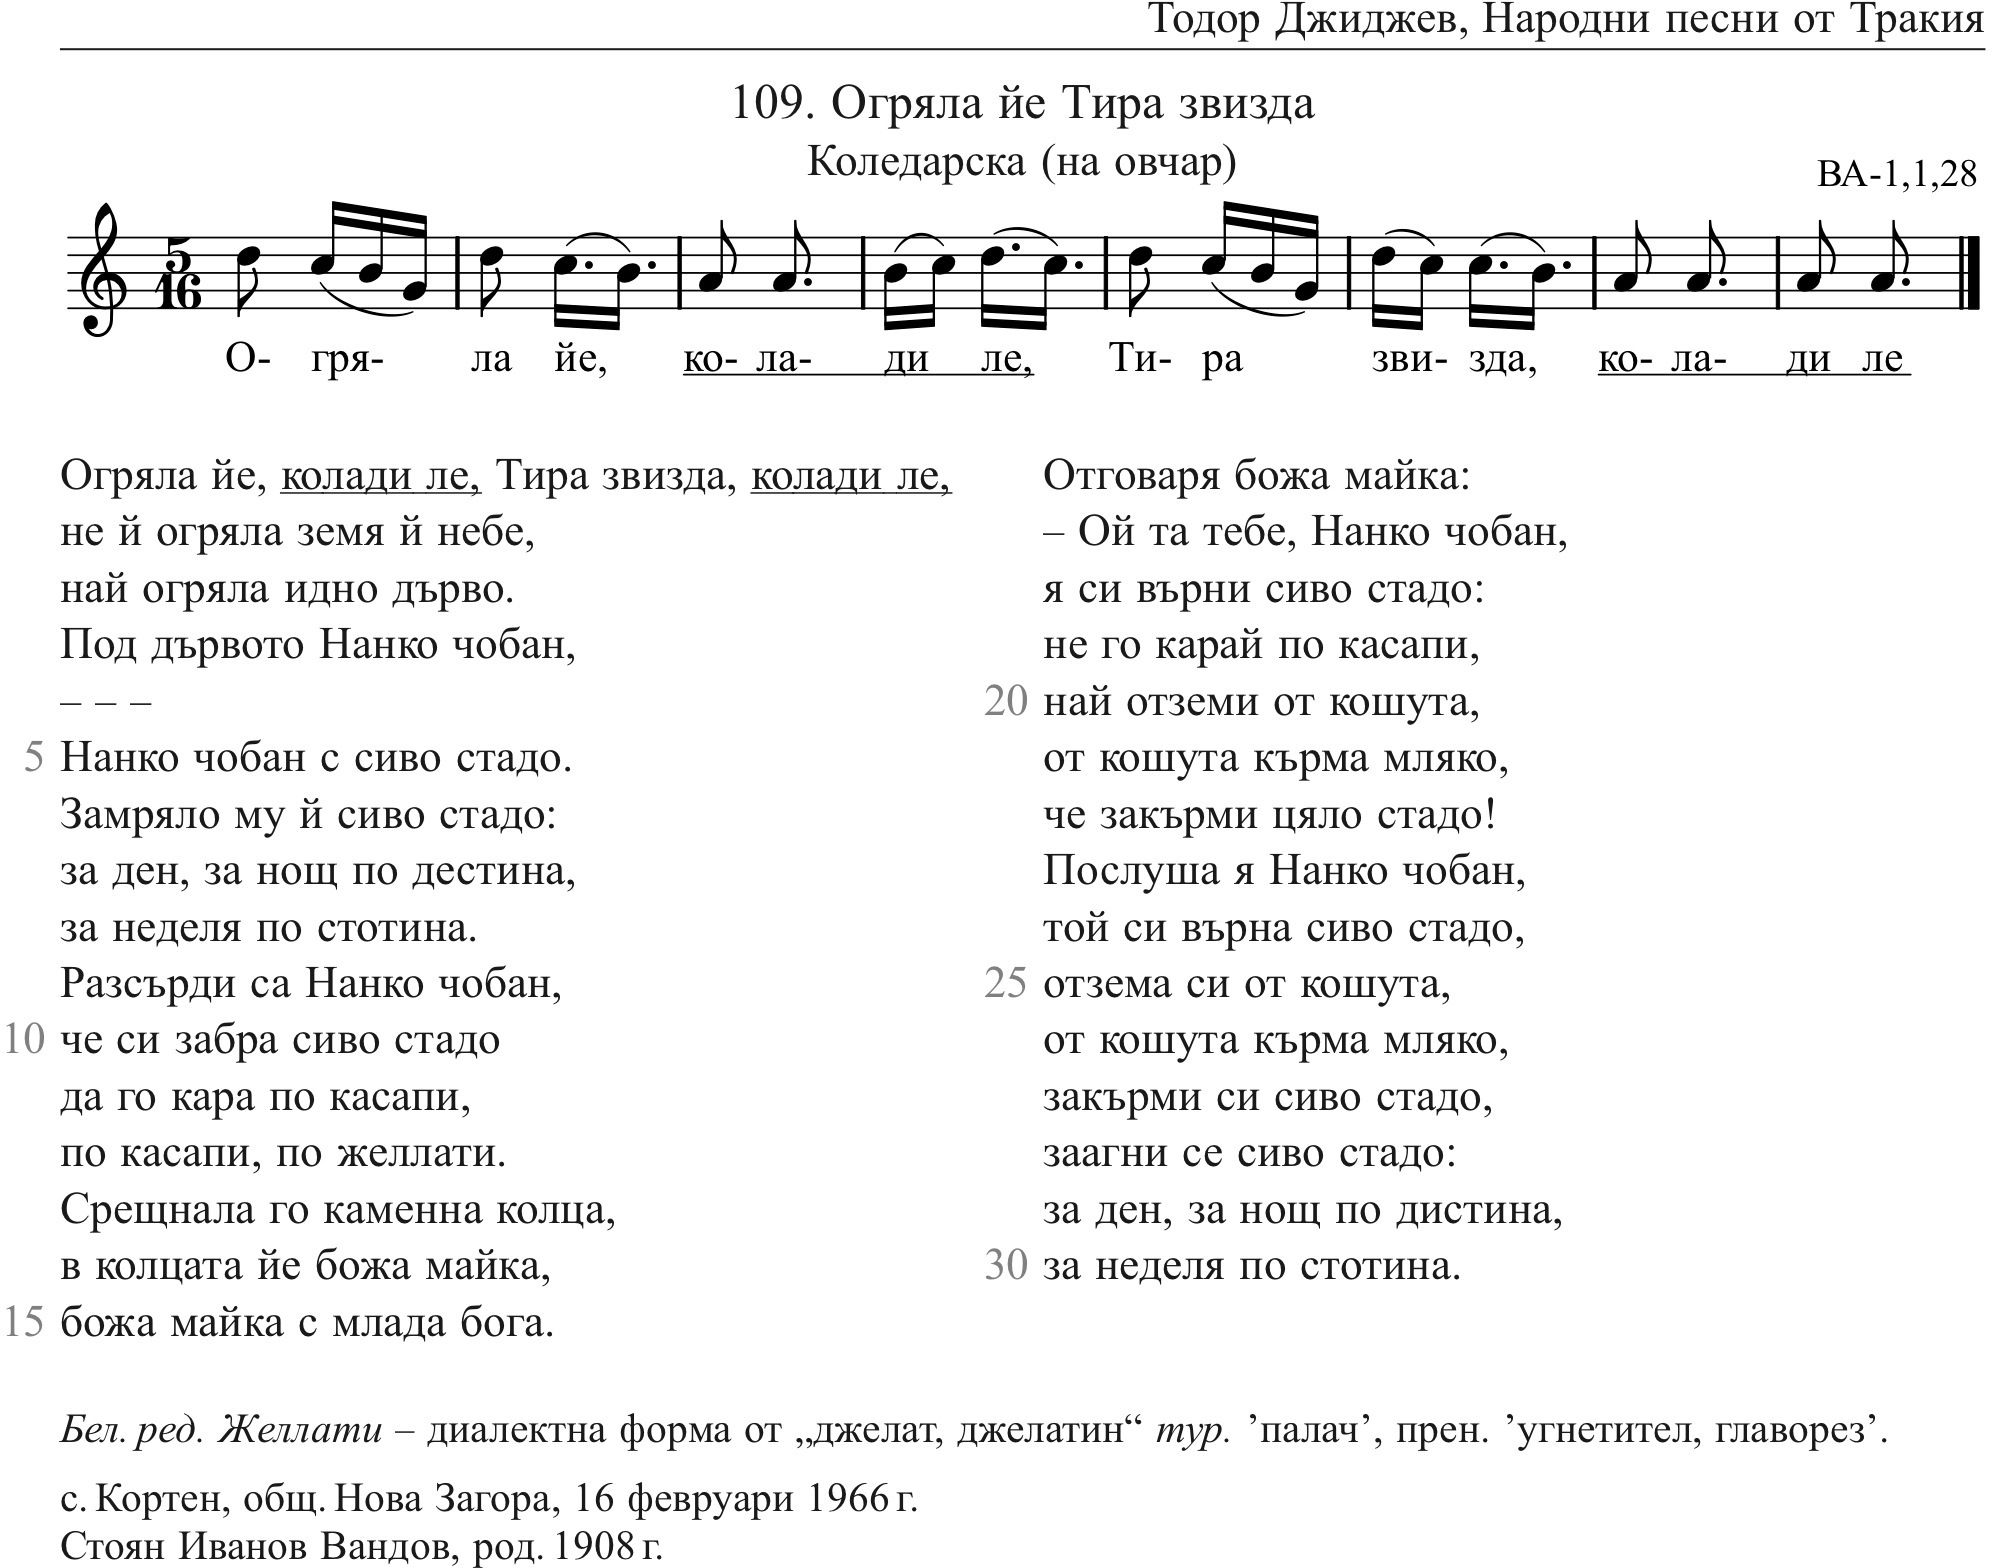 Тодор Джиджев, Народни песни от Тракия
109. Огряла йе Тира звизда
Коледарска (на овчар)
ВА-1,1,28
5
16
О- гря- ла йе, ко- ла- ди ле, Ти- ра зви- зда, ко- ла- ди ле
Огряла йе, колади ле, Тира звизда, колади ле,
не й огряла земя й небе,
най огряла идно дърво.
Под дървото Нанко чобан,
– – –
5 Нанко чобан с сиво стадо.
Замряло му й сиво стадо:
за ден, за нощ по дестина,
за неделя по стотина.
Разсърди са Нанко чобан,
10 че си забра сиво стадо
да го кара по касапи,
по касапи, по желлати.
Срещнала го каменна колца,
в колцата йе божа майка,
15 божа майка с млада бога.
Отговаря божа майка:
– Ой та тебе, Нанко чобан,
я си върни сиво стадо:
не го карай по касапи,
20 най отземи от кошута,
от кошута кърма мляко,
че закърми цяло стадо!
Послуша я Нанко чобан,
той си върна сиво стадо,
25 отзема си от кошута,
от кошута кърма мляко,
закърми си сиво стадо,
заагни се сиво стадо:
за ден, за нощ по дистина,
30 за неделя по стотина.
Бел. ред. Желлати – диалектна форма от „джелат, джелатин“ тур. ’палач’, прен. ’угнетител, главорез’.
с. Кортен, общ. Нова Загора, 16 февруари 1966 г.
Стоян Иванов Вандов, род. 1908 г.